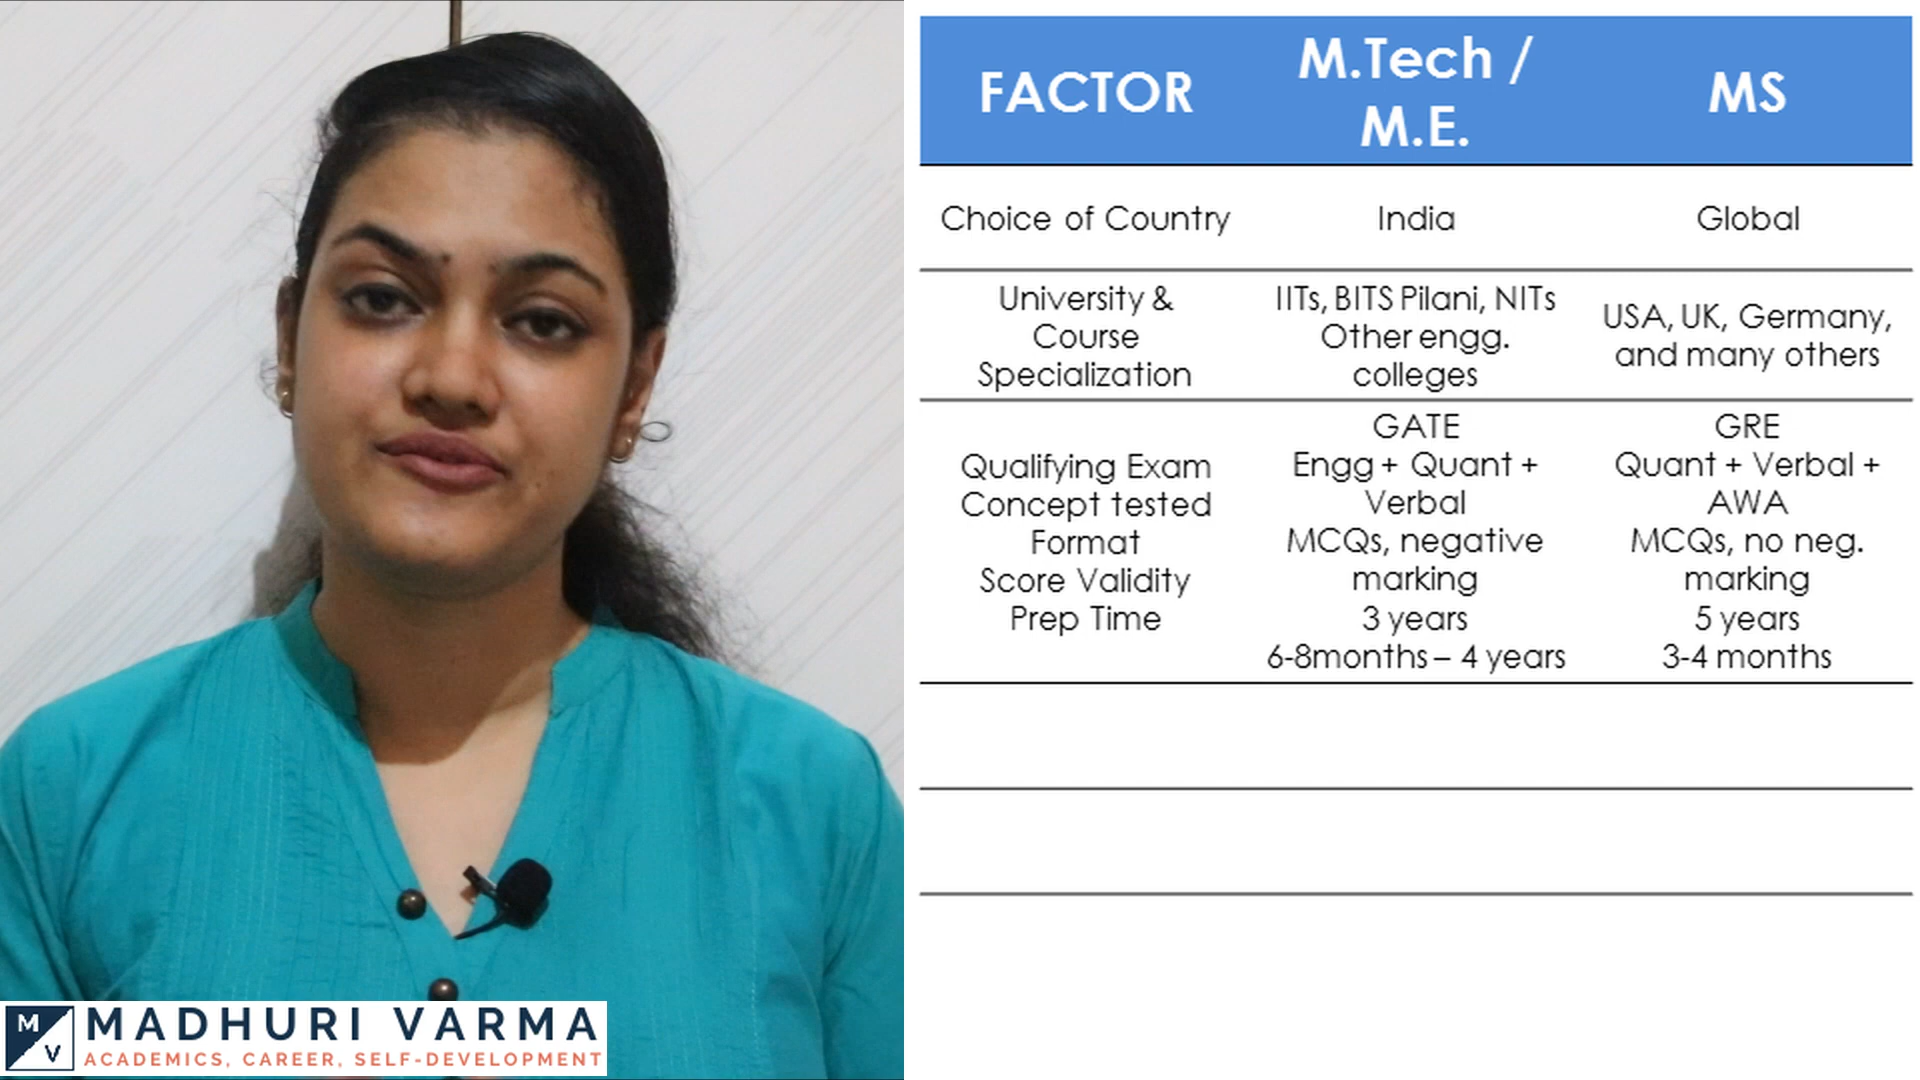 FACTOR
M.Tech /
M.E.
MS
Choice of Country
India
Global
University &
Course
Specialization
IITs, BITS Pilani, NITs
Other engg.
colleges
USA, UK, Germany,
and many others
Qualifying Exam
Concept tested
Format
Score Validity
Prep Time
GATE
Engg + Quant +
Verbal
MCQs, negative
marking
3 years
6-8months – 4 years
GRE
Quant + Verbal +
AWA
MCQs, no neg.
marking
5 years
3-4 months
M
V
MADHURI VARMA
ACADEMICS, CAREER, SELF-DEVELOPMENT